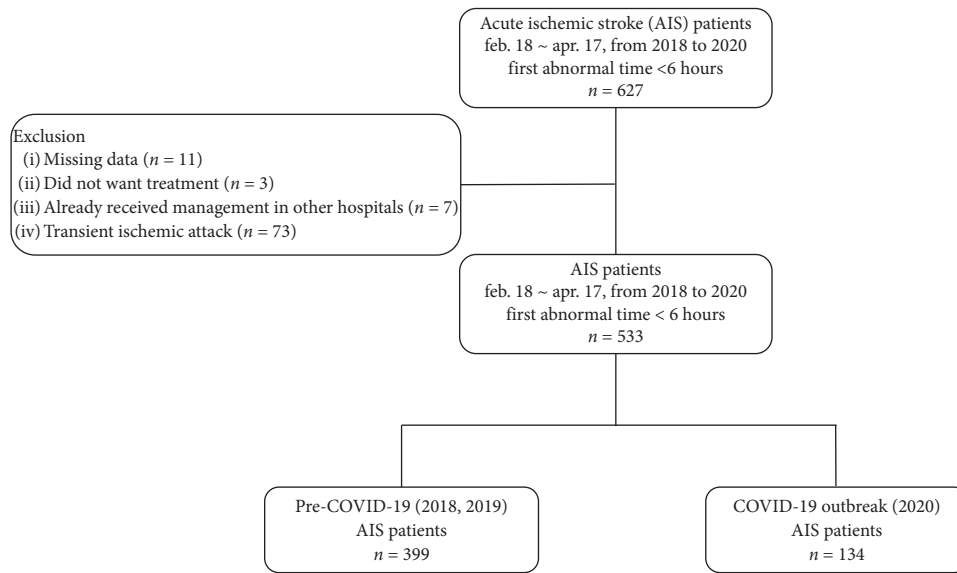 Acute ischemic stroke (AIS) patients
feb. 18 ~ apr. 17, from 2018 to 2020
first abnormal time <6 hours
n = 627
Exclusion
(i) Missing data (n = 11)
(ii) Did not want treatment (n = 3)
(iii) Already received management in other hospitals (n = 7)
(iv) Transient ischemic attack (n = 73)
AIS patients
feb. 18 ~ apr. 17, from 2018 to 2020
first abnormal time < 6 hours
n = 533
Pre-COVID-19 (2018, 2019)
AIS patients
n = 399
COVID-19 outbreak (2020)
AIS patients
n = 134